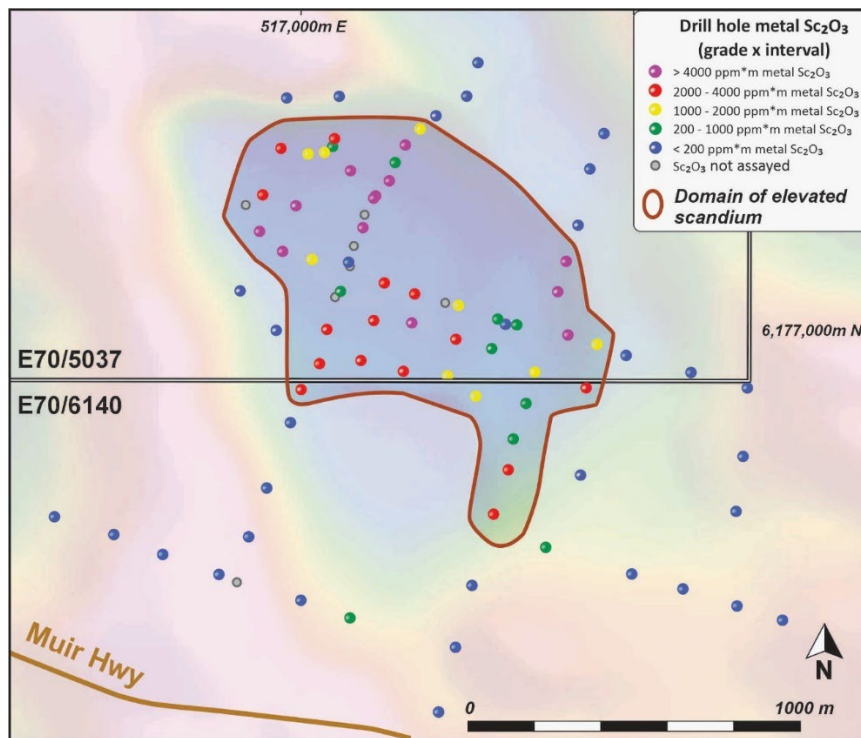 517,000m E
Drill hole metal Sc₂O₃
(grade x interval)
> 4000 ppm*m metal Sc₂O₃
2000 - 4000 ppm*m metal Sc₂O₃
1000 - 2000 ppm*m metal Sc₂O₃
200 - 1000 ppm*m metal Sc₂O₃
< 200 ppm*m metal Sc₂O₃
Sc₂O₃ not assayed
Domain of elevated
scandium
6,177,000m N
E70/5037
E70/6140
Muir Hwy
N
0
1000 m